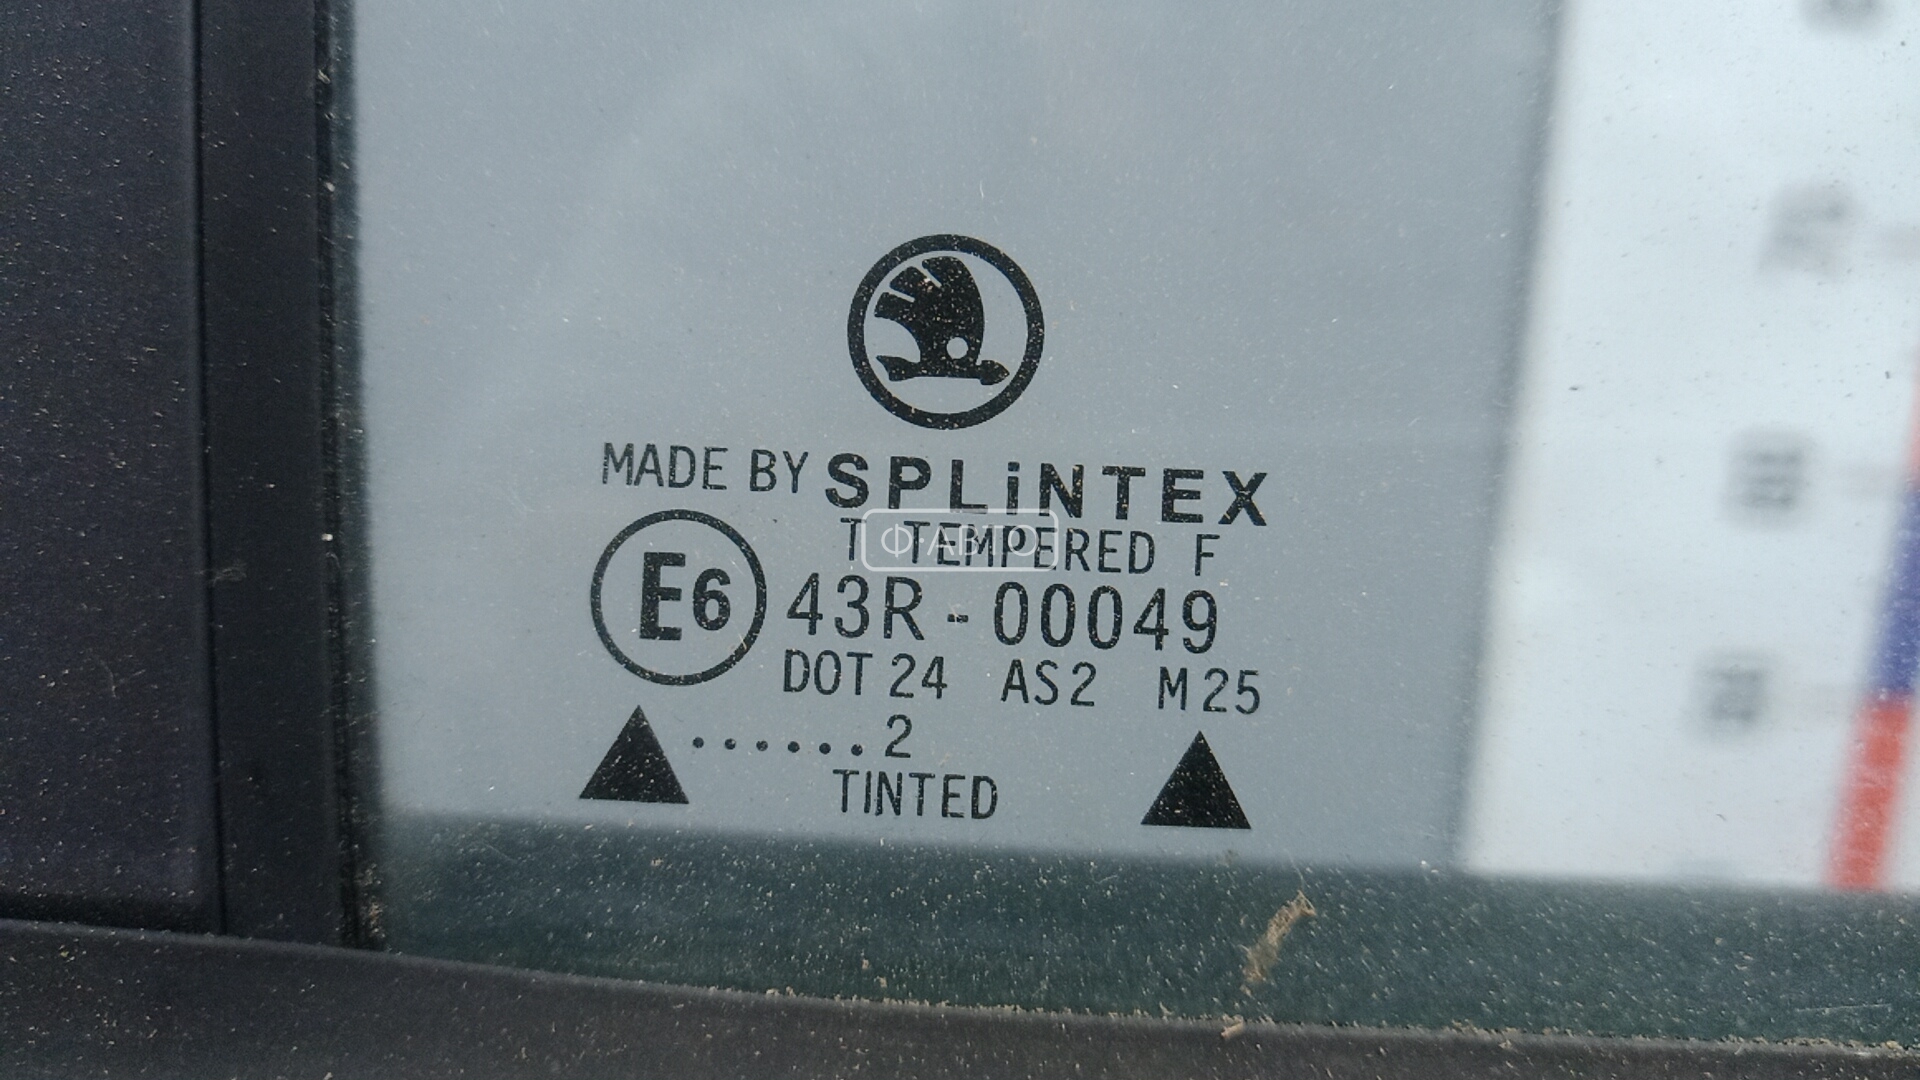 MADE BY SPLiNTEX
T TEMPERED F
E6 43R - 00049
DOT 24 AS2 M25
......2
TINTED